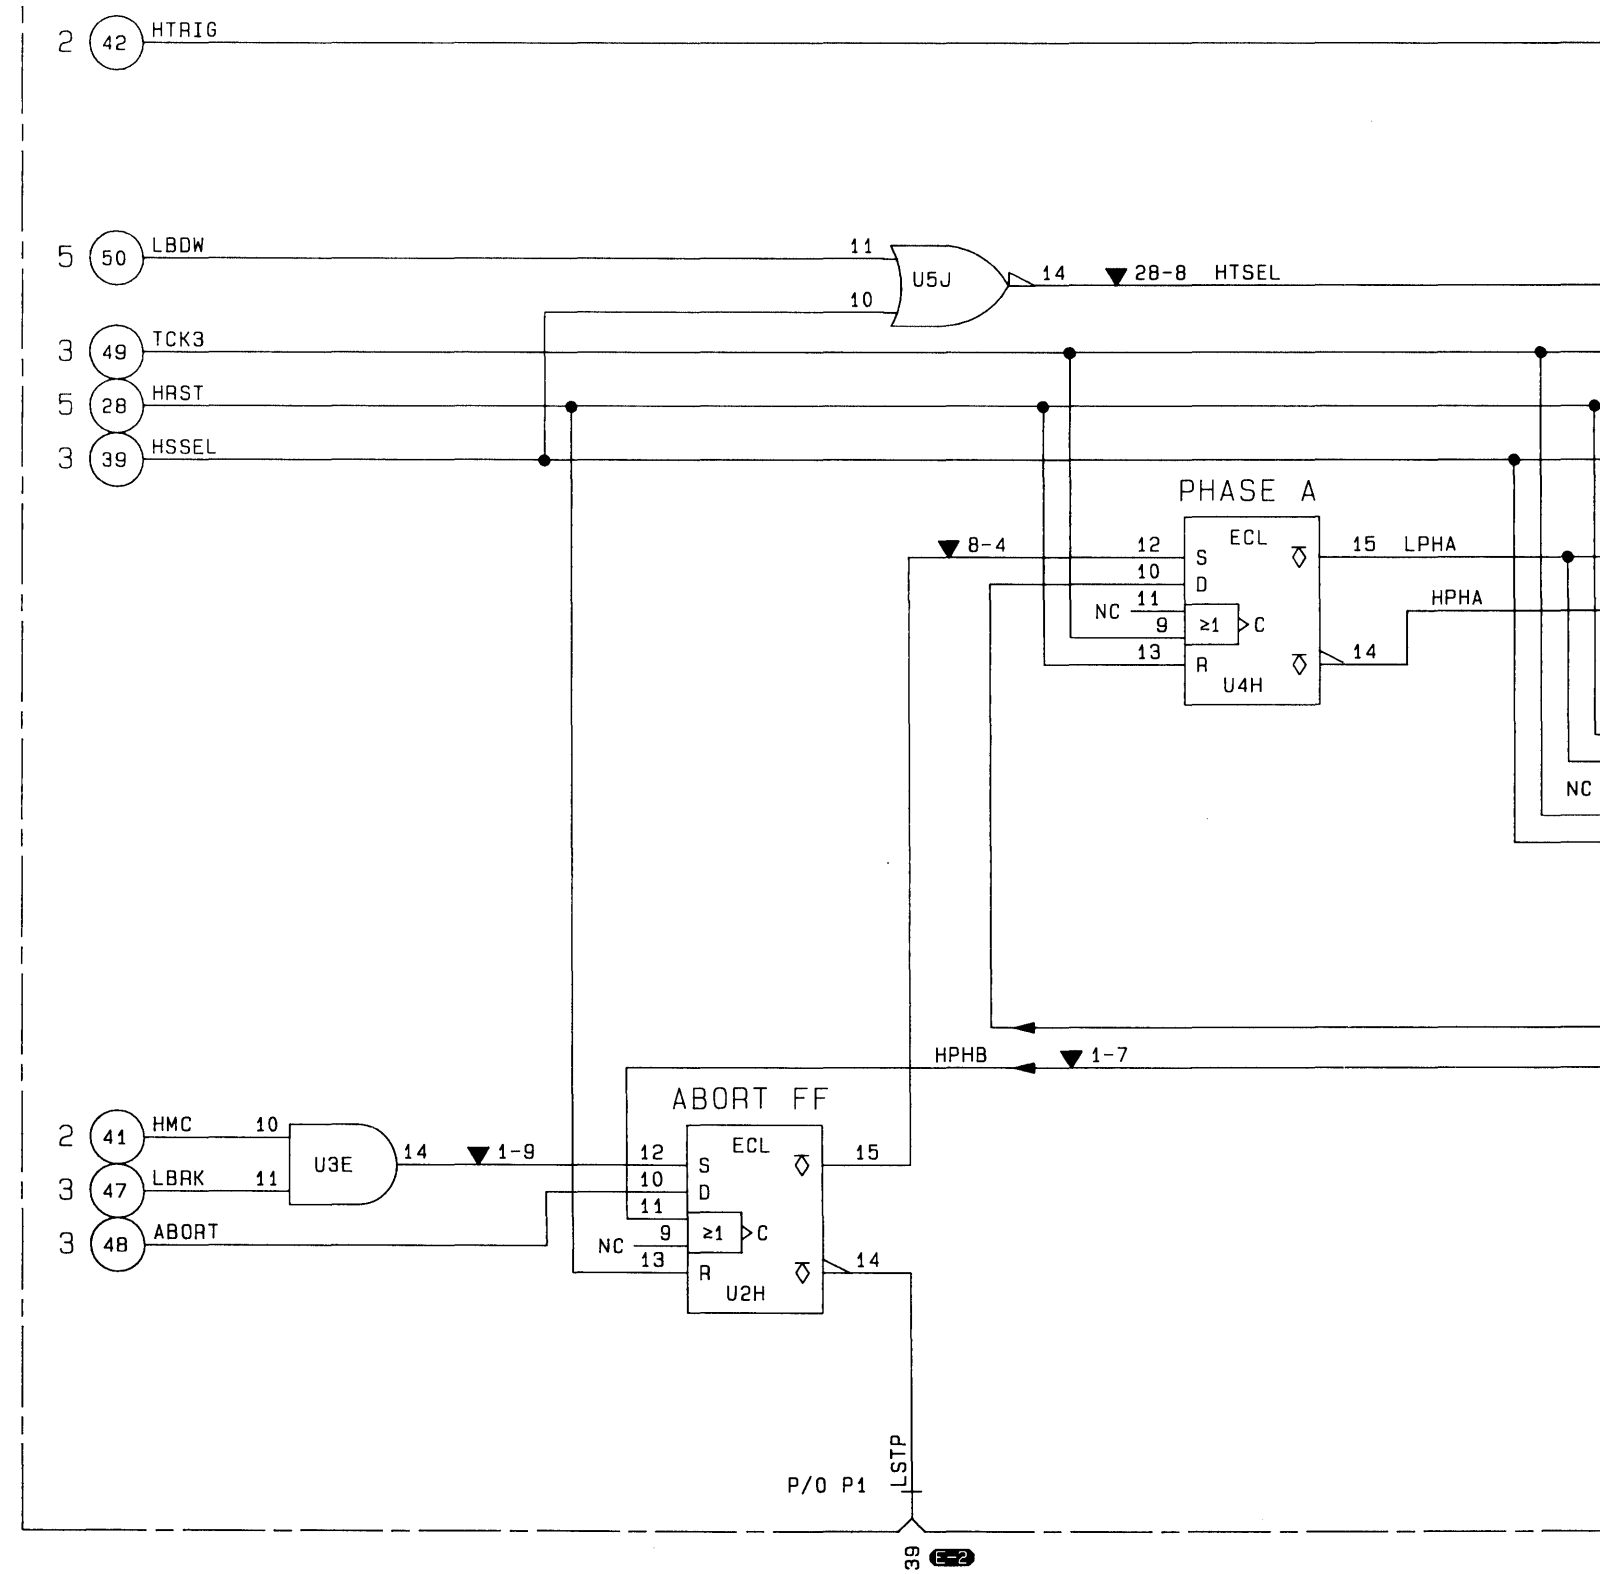 2 42 HTRIG
5 50 LBDW 11 U5J 14 28-8 HTSEL
10
3 49 TCK3
5 28 HRST
3 39 HSSEL
PHASE A
8-4 12 S ECL 15 LPHA
10 D
NC 11 HPHA
9 ≥1 C
13 R 14
U4H
NC
HPHB 1-7
ABORT FF
2 41 HMC 10 U3E 14 1-9 12 S ECL 15
3 47 LBRK 11 10 D
11
3 48 ABORT NC 9 ≥1 C
13 R 14
U2H
LSTP
P/O P1
39 E-2